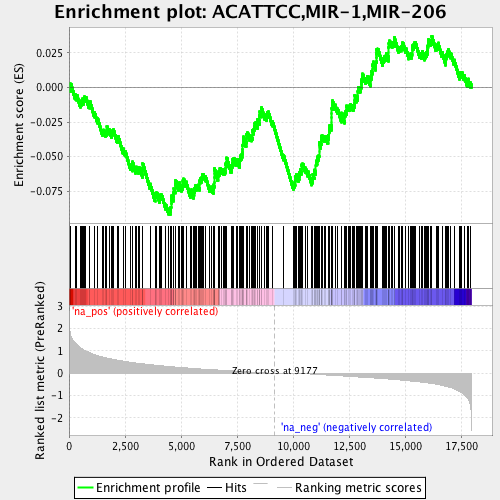 Enrichment plot: ACATTCC,MIR-1,MIR-206
Enrichment score (ES)
0.025
0.000
-0.025
-0.050
-0.075
'na_pos' (positively correlated)
Ranked list metric (PreRanked)
3
2
1
0
-1
-2
Zero cross at 9177
'na_neg' (negatively correlated)
0
2,500
5,000
7,500
10,000
12,500
15,000
17,500
Rank in Ordered Dataset
Enrichment profile
Hits
Ranking metric scores